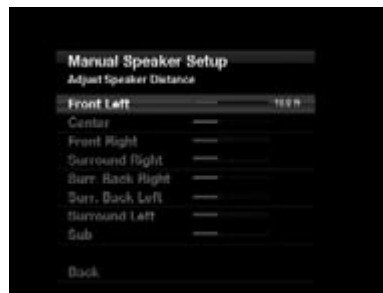 Manual Speaker Setup
Adjust Speaker Distance
Front Left
Center
Front Right
Surround Right
Surr. Back Right
Surr. Back Left
Surround Left
Sub
Back